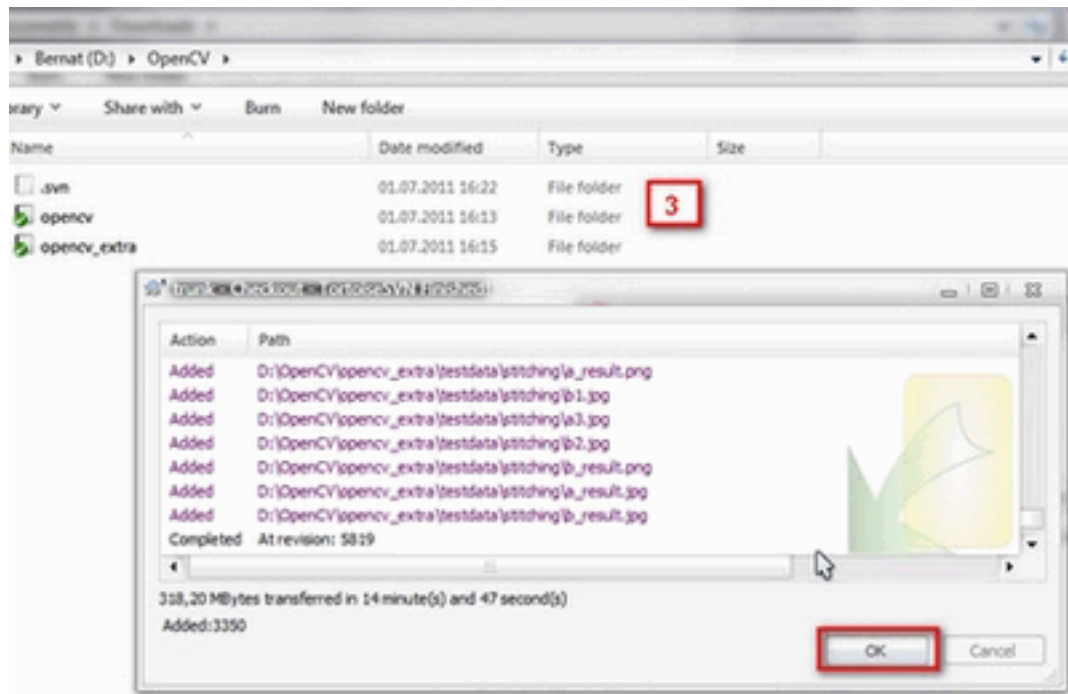 Bernat (D:) OpenCV
Share with Burn New folder
Name Date modified Type Size
.svn 01.07.2011 16:22 File folder
opencv 01.07.2011 16:13 File folder
opencv_extra 01.07.2011 16:15 File folder
3
Action Path
Added D:\OpenCV\opencv_extra\testdata\stitching\a_result.png
Added D:\OpenCV\opencv_extra\testdata\stitching\b1.jpg
Added D:\OpenCV\opencv_extra\testdata\stitching\a3.jpg
Added D:\OpenCV\opencv_extra\testdata\stitching\b2.jpg
Added D:\OpenCV\opencv_extra\testdata\stitching\b_result.png
Added D:\OpenCV\opencv_extra\testdata\stitching\a_result.jpg
Added D:\OpenCV\opencv_extra\testdata\stitching\b_result.jpg
Completed At revision: 5819
318,20 MBytes transferred in 14 minute(s) and 47 second(s)
Added:3350
OK Cancel